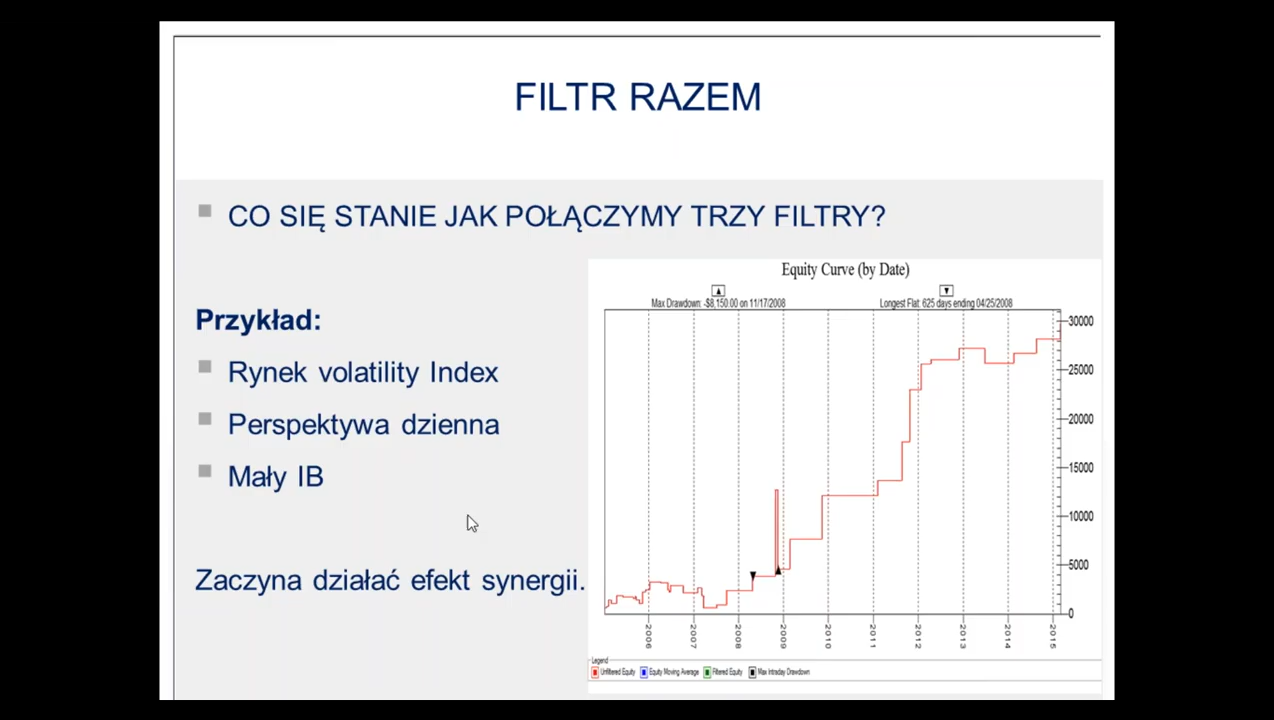 FILTR RAZEM
CO SIĘ STANIE JAK POŁĄCZYMY TRZY FILTRY?
Przykład:
Rynek volatility Index
Perspektywa dzienna
Mały IB
Zaczyna działać efekt synergii.
Equity Curve (by Date)
Max Drawdown: -$8,150.00 on 11/17/2008
Longest Flat: 625 days ending 04/25/2008
30000
25000
20000
15000
10000
5000
0
2006
2007
2008
2009
2010
2011
2012
2013
2014
2015
Legend
Unfiltered Equity
Equity Moving Average
Filtered Equity
Max Intraday Drawdown